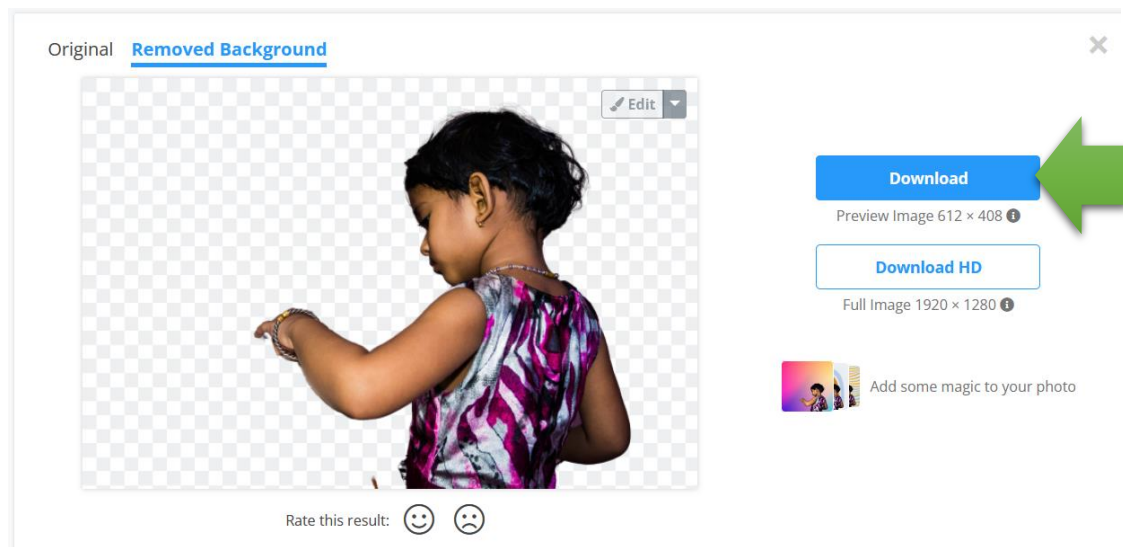 Original Removed Background
Edit
Download
Preview Image 612 × 408
Download HD
Full Image 1920 × 1280
Add some magic to your photo
Rate this result: